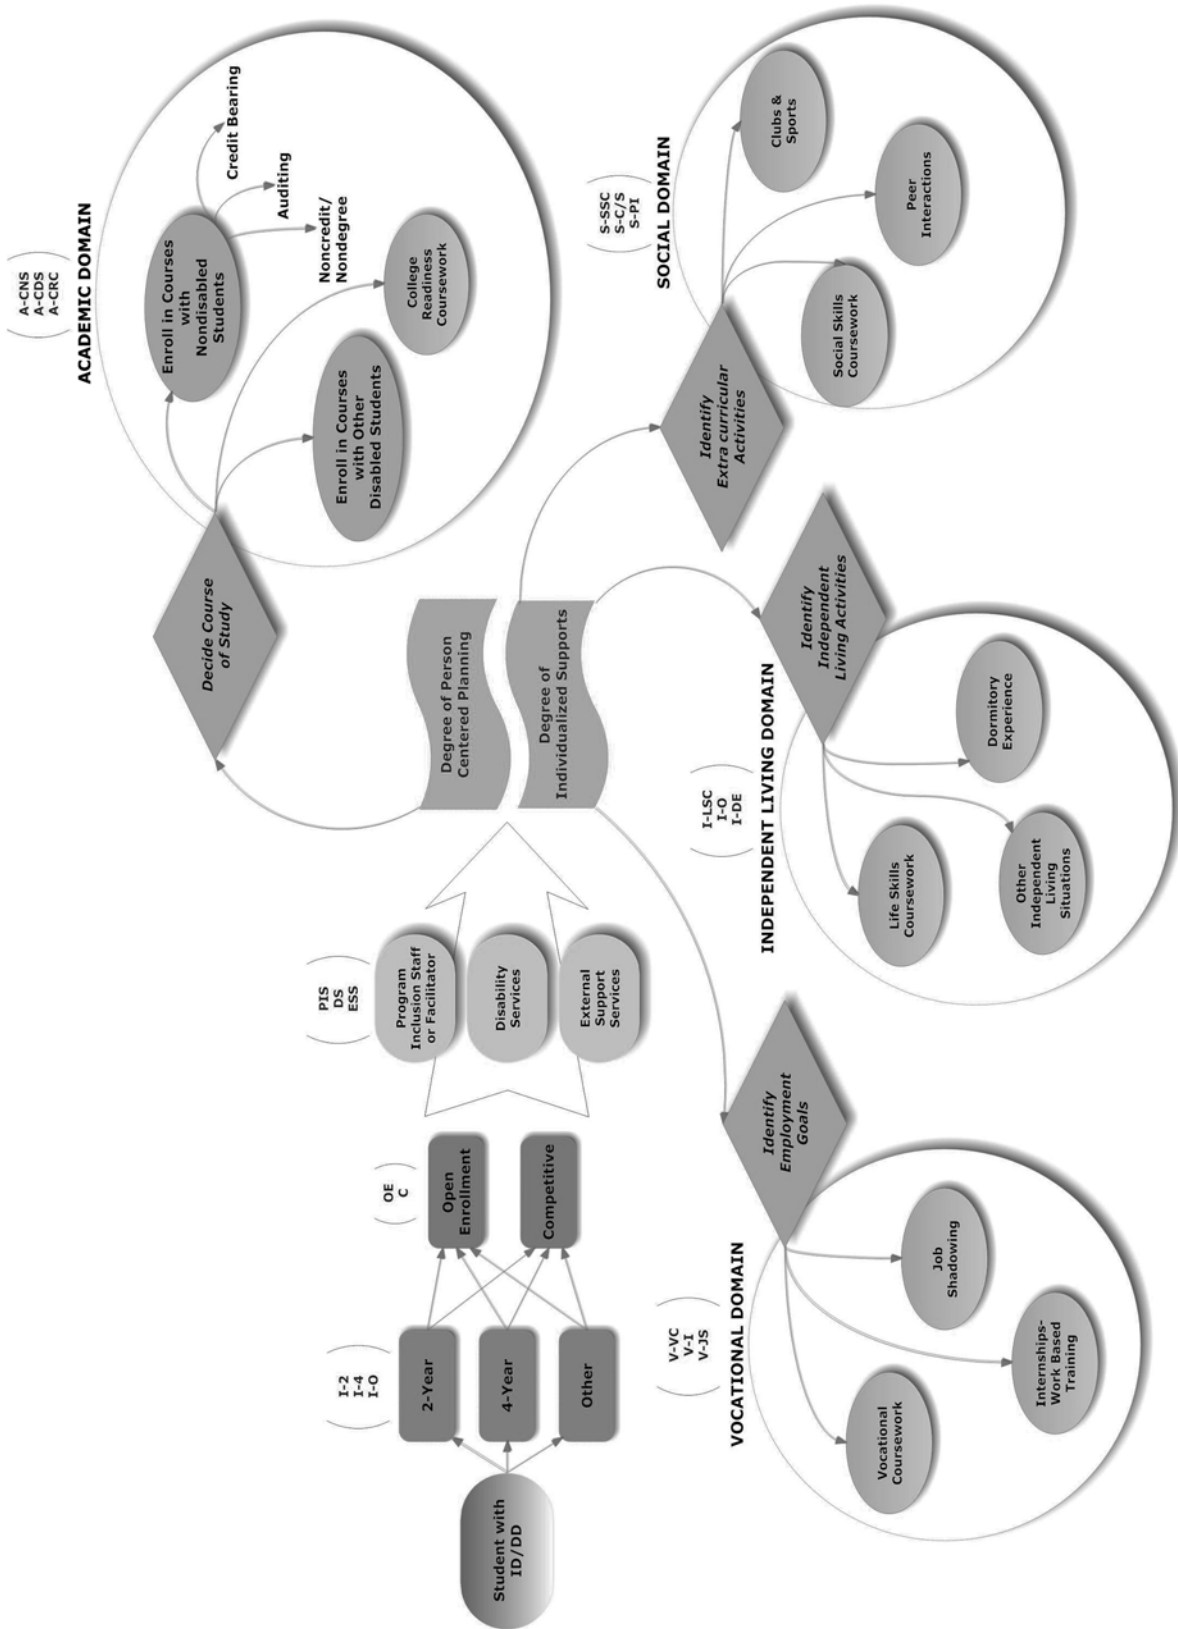 Student with
ID/DD
I-2
I-4
I-O
2-Year
4-Year
Other
OE
C
Open
Enrollment
Competitive
PIS
DS
ESS
Program
Inclusion Staff
or Facilitator
Disability
Services
External
Support
Services
Degree of Person
Centered Planning
Degree of
Individualized Supports
Decide Course
of Study
A-CNS
A-CDS
A-CRC
ACADEMIC DOMAIN
Enroll in Courses
with
Nondisabled
Students
Credit Bearing
Auditing
Noncredit/
Nondegree
Enroll in Courses
with Other
Disabled Students
College
Readiness
Coursework
V-VC
V-I
V-JS
VOCATIONAL DOMAIN
Identify
Employment
Goals
Vocational
Coursework
Job
Shadowing
Internships-
Work Based
Training
I-LSC
I-O
I-DE
INDEPENDENT LIVING DOMAIN
Identify
Independent
Living Activities
Life Skills
Coursework
Dormitory
Experience
Other
Independent
Living
Situations
S-SSC
S-C/S
S-PI
SOCIAL DOMAIN
Identify
Extra curricular
Activities
Social Skills
Coursework
Clubs &
Sports
Peer
Interactions